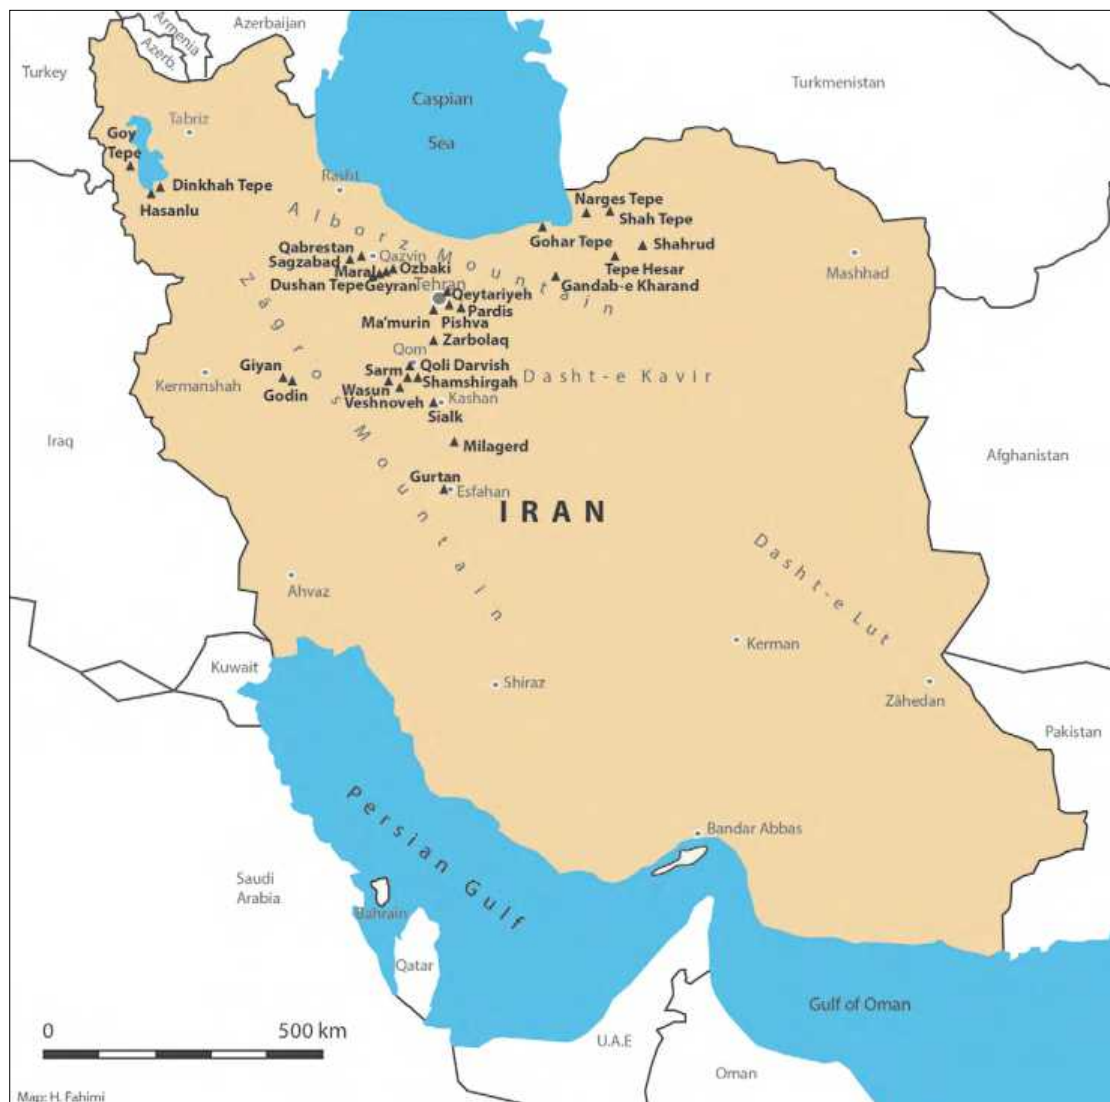 Azerbaijan
Armenia
Azerb.
Turkey
Caspian
Sea
Turkmenistan
Tabriz
Goy
Tepe
Dinkhah Tepe
Hasanlu
Rasht
Alborz Mountain
Narges Tepe
Shah Tepe
Gohar Tepe
Shahrud
Tepe Hesar
Mashhad
Gandab-e Kharand
Qabrestan
Qazvin
Sagzabad
Maral
Ozbaki
Dushan Tepe
Geyran
Tehran
Qeytariyeh
Pardis
Ma'murin
Pishva
Zarbolaq
Zagros Mountain
Qom
Giyan
Sarm
Qoli Darvish
Kermanshah
Godin
Shamshirgah
Dasht-e Kavir
Wasun
Veshnoveh
Kashan
Sialk
Iraq
Milagerd
Afghanistan
Gurtan
Esfahan
IRAN
Dasht-e Lut
Ahvaz
Kerman
Kuwait
Shiraz
Zāhedan
Pakistan
Persian Gulf
Bandar Abbas
Saudi
Arabia
Bahrain
Qatar
Gulf of Oman
0 500 km
U.A.E
Oman
Map: H. Fahimi